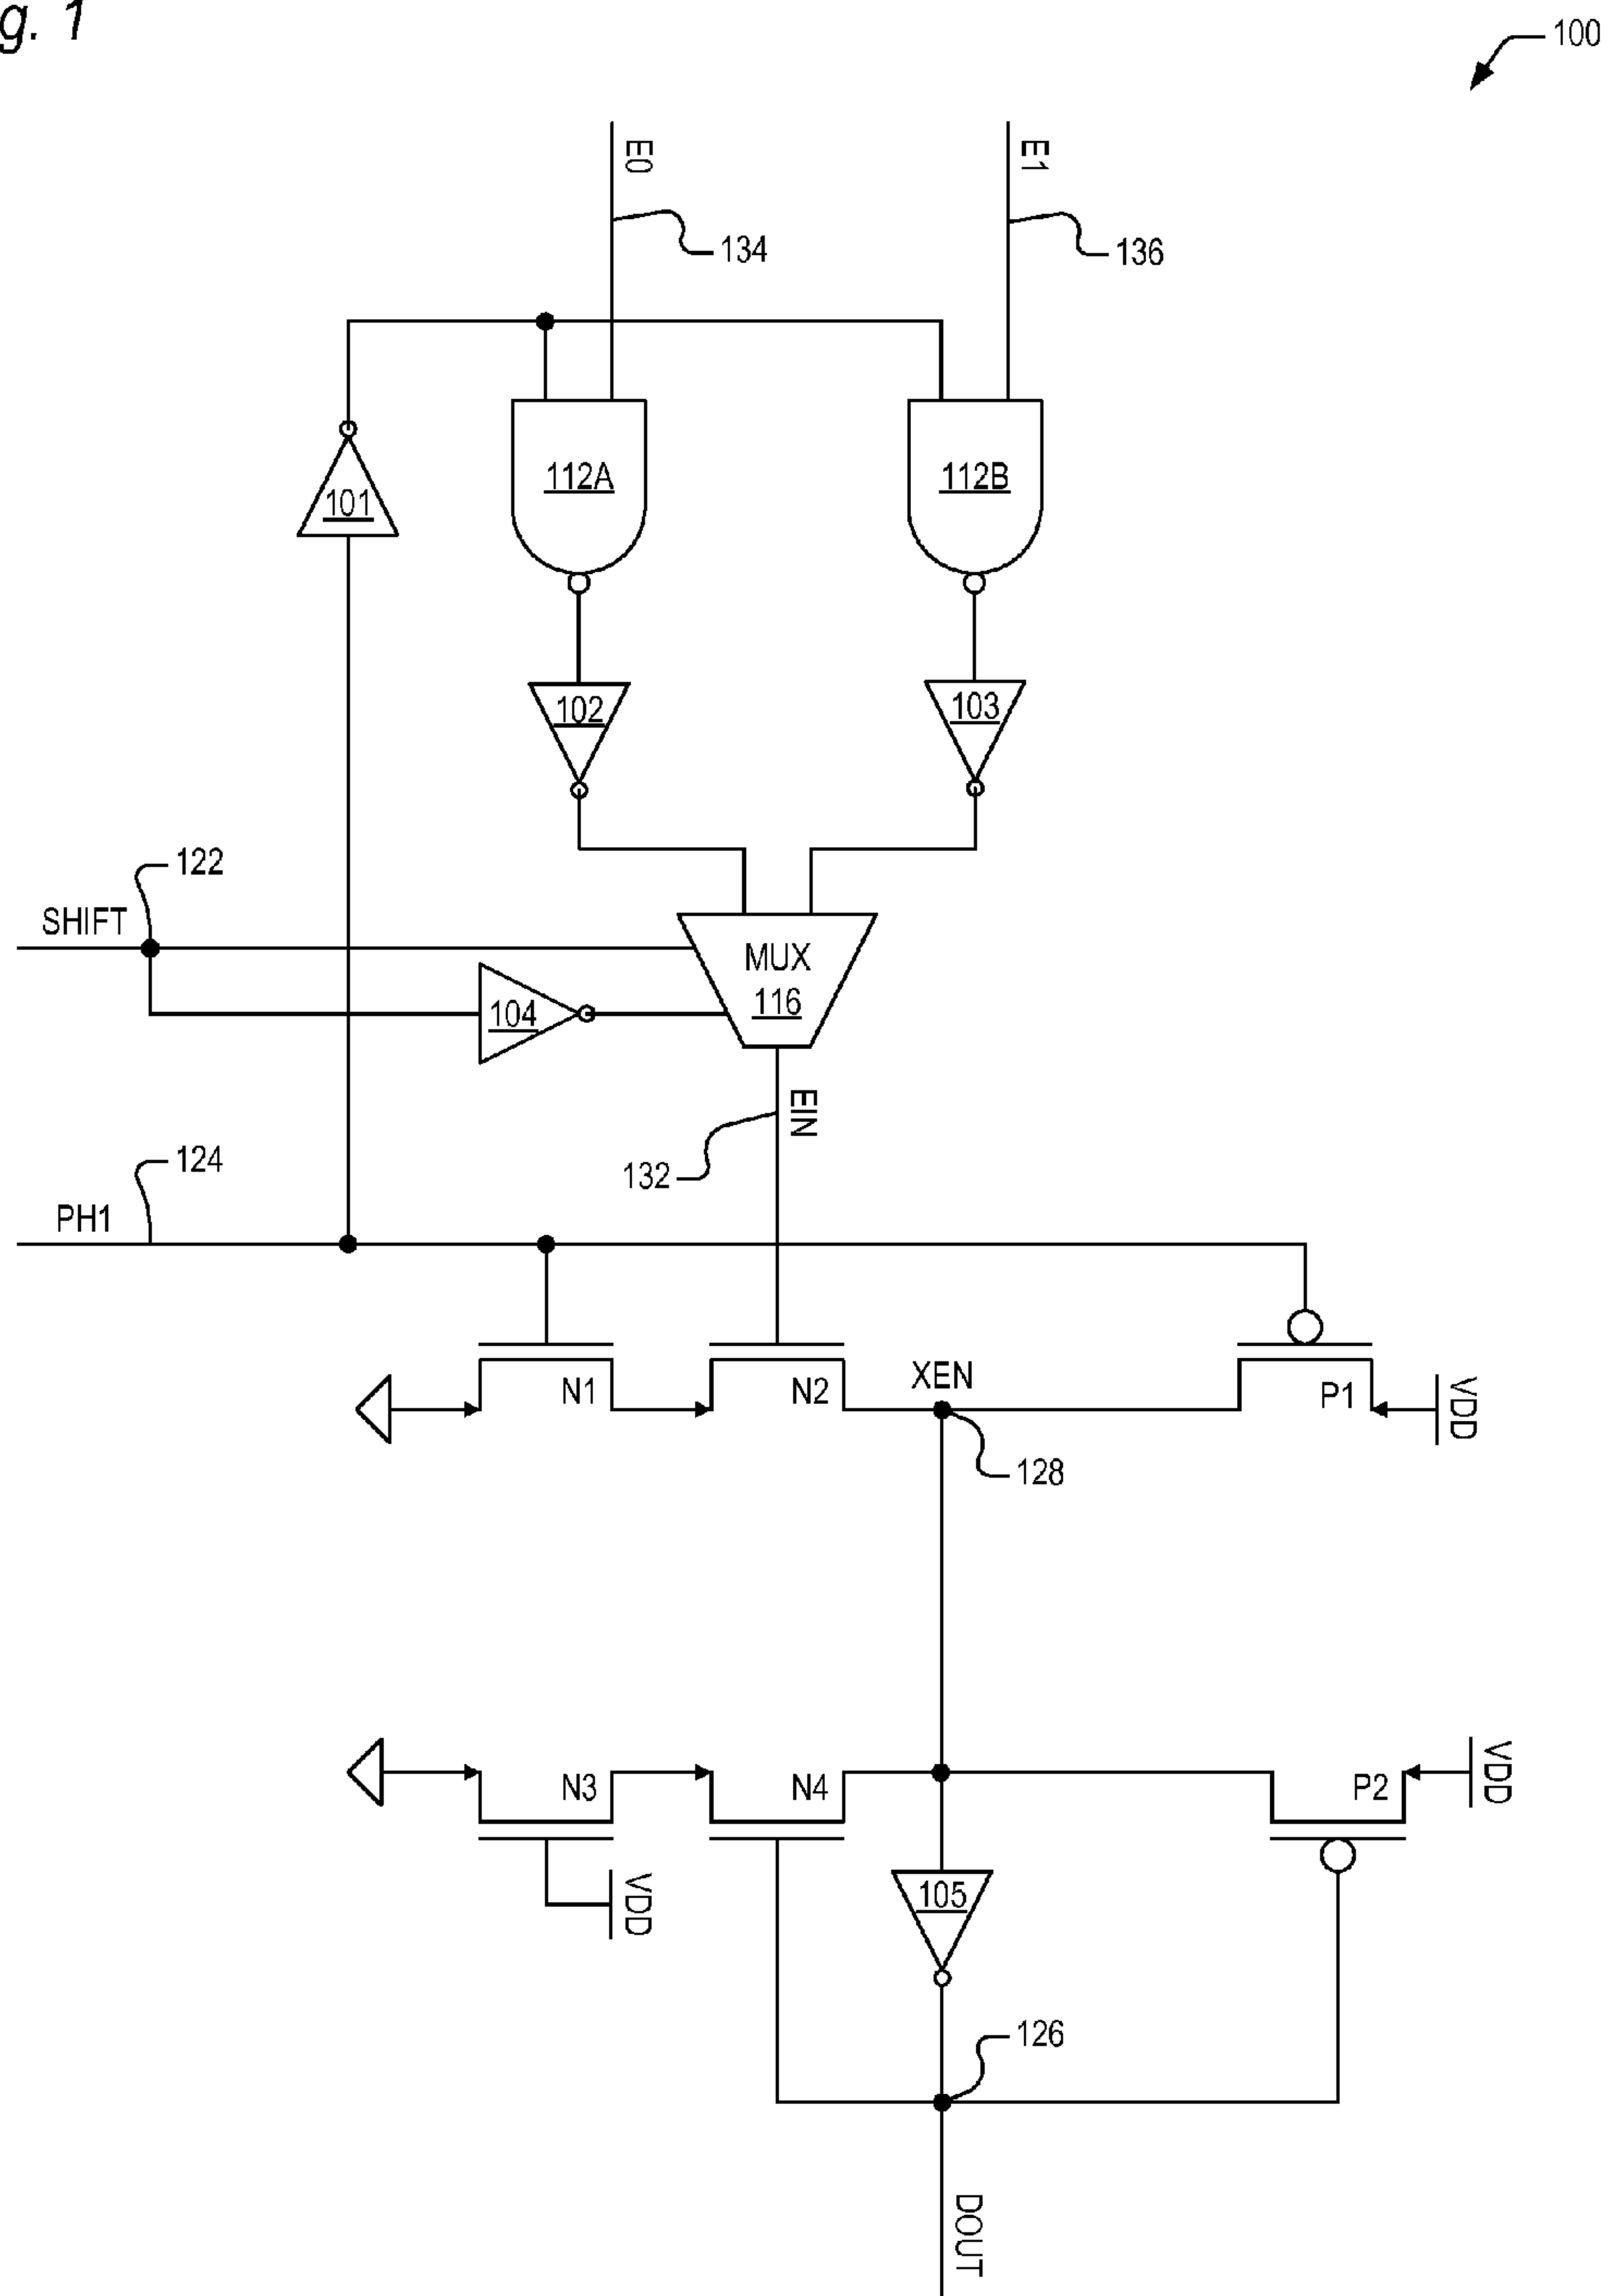 g. 1
100
E0
E1
134
136
112A
112B
101
102
103
122
SHIFT
MUX
116
104
EIN
124
132
PH1
XEN
N1
N2
P1
VDD
128
N3
N4
P2
VDD
VDD
105
126
DOUT